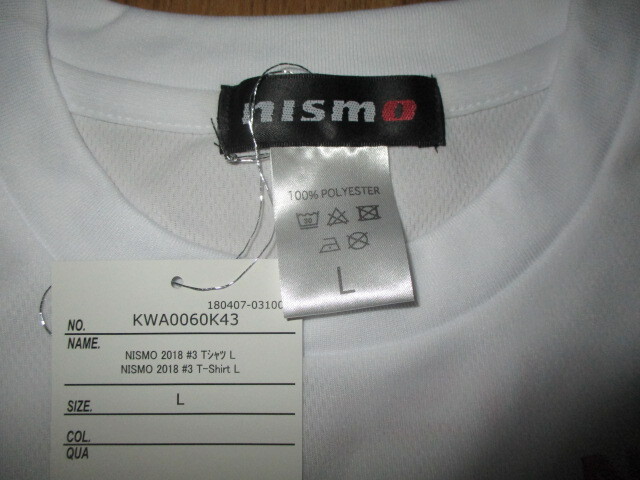 nismo
100% POLYESTER
L
180407-03100
NO. KWA0060K43
NAME.
NISMO 2018 #3 Tシャツ L
NISMO 2018 #3 T-Shirt L
SIZE. L
COL.
QUA